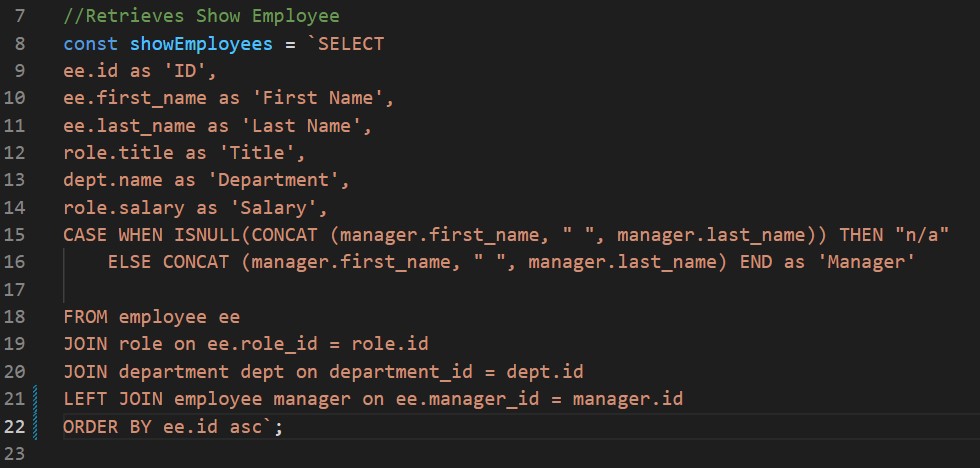 7 //Retrieves Show Employee
8 const showEmployees = `SELECT
9 ee.id as 'ID',
10 ee.first_name as 'First Name',
11 ee.last_name as 'Last Name',
12 role.title as 'Title',
13 dept.name as 'Department',
14 role.salary as 'Salary',
15 CASE WHEN ISNULL(CONCAT (manager.first_name, " ", manager.last_name)) THEN "n/a"
16     ELSE CONCAT (manager.first_name, " ", manager.last_name) END as 'Manager'
17
18 FROM employee ee
19 JOIN role on ee.role_id = role.id
20 JOIN department dept on department_id = dept.id
21 LEFT JOIN employee manager on ee.manager_id = manager.id
22 ORDER BY ee.id asc`;
23